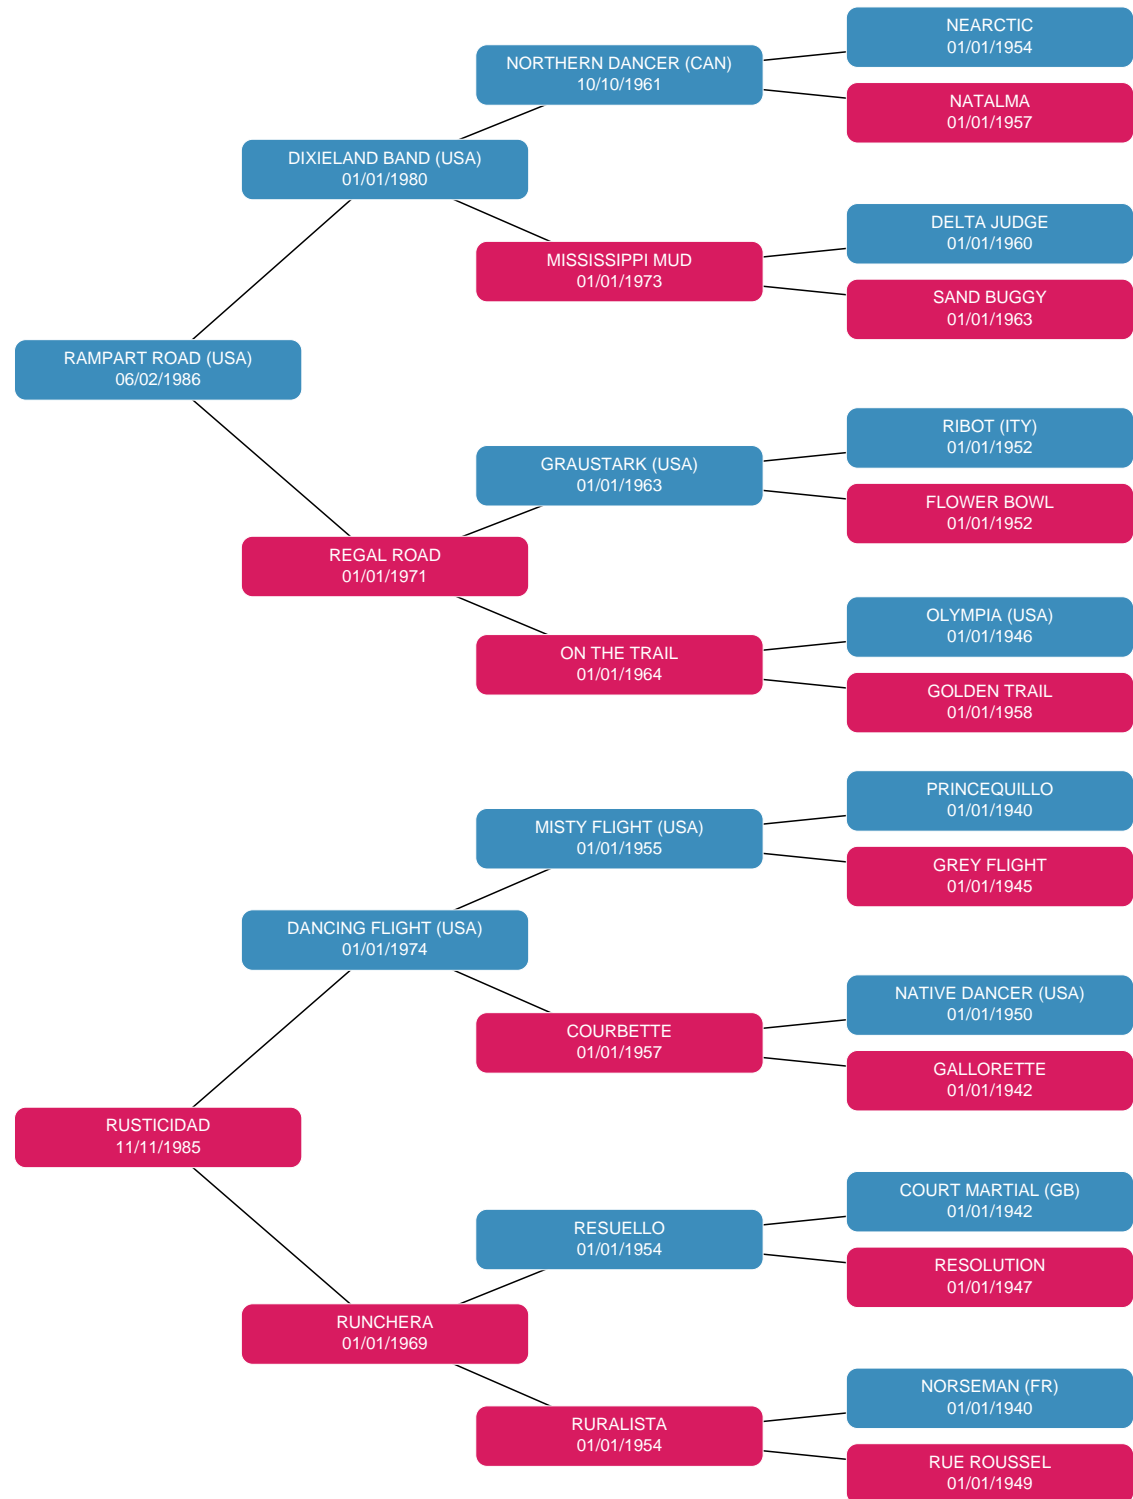 NEARCTIC
01/01/1954
NORTHERN DANCER (CAN)
10/10/1961
NATALMA
01/01/1957
DIXIELAND BAND (USA)
01/01/1980
DELTA JUDGE
01/01/1960
MISSISSIPPI MUD
01/01/1973
SAND BUGGY
01/01/1963
RAMPART ROAD (USA)
06/02/1986
RIBOT (ITY)
01/01/1952
GRAUSTARK (USA)
01/01/1963
FLOWER BOWL
01/01/1952
REGAL ROAD
01/01/1971
OLYMPIA (USA)
01/01/1946
ON THE TRAIL
01/01/1964
GOLDEN TRAIL
01/01/1958
PRINCEQUILLO
01/01/1940
MISTY FLIGHT (USA)
01/01/1955
GREY FLIGHT
01/01/1945
DANCING FLIGHT (USA)
01/01/1974
NATIVE DANCER (USA)
01/01/1950
COURBETTE
01/01/1957
GALLORETTE
01/01/1942
RUSTICIDAD
11/11/1985
COURT MARTIAL (GB)
01/01/1942
RESUELLO
01/01/1954
RESOLUTION
01/01/1947
RUNCHERA
01/01/1969
NORSEMAN (FR)
01/01/1940
RURALISTA
01/01/1954
RUE ROUSSEL
01/01/1949